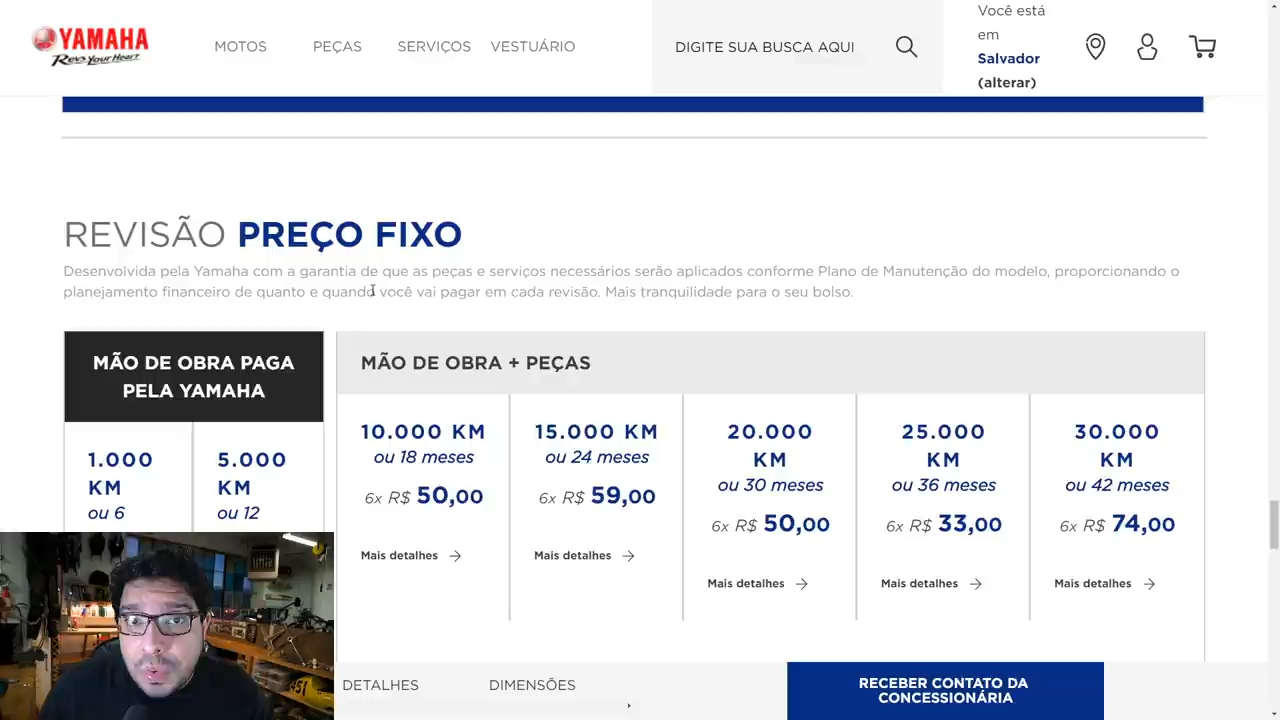 YAMAHA
Revs Your Heart
MOTOS
PEÇAS
SERVIÇOS
VESTUÁRIO
DIGITE SUA BUSCA AQUI
Você está
em
Salvador
(alterar)
REVISÃO PREÇO FIXO
Desenvolvida pela Yamaha com a garantia de que as peças e serviços necessários serão aplicados conforme Plano de Manutenção do modelo, proporcionando o
planejamento financeiro de quanto e quando você vai pagar em cada revisão. Mais tranquilidade para o seu bolso.
MÃO DE OBRA PAGA
PELA YAMAHA
1.000
KM
ou 6
5.000
KM
ou 12
MÃO DE OBRA + PEÇAS
10.000 KM
ou 18 meses
6x R$ 50,00
Mais detalhes
15.000 KM
ou 24 meses
6x R$ 59,00
Mais detalhes
20.000
KM
ou 30 meses
6x R$ 50,00
Mais detalhes
25.000
KM
ou 36 meses
6x R$ 33,00
Mais detalhes
30.000
KM
ou 42 meses
6x R$ 74,00
Mais detalhes
451
DETALHES
DIMENSÕES
RECEBER CONTATO DA
CONCESSIONÁRIA